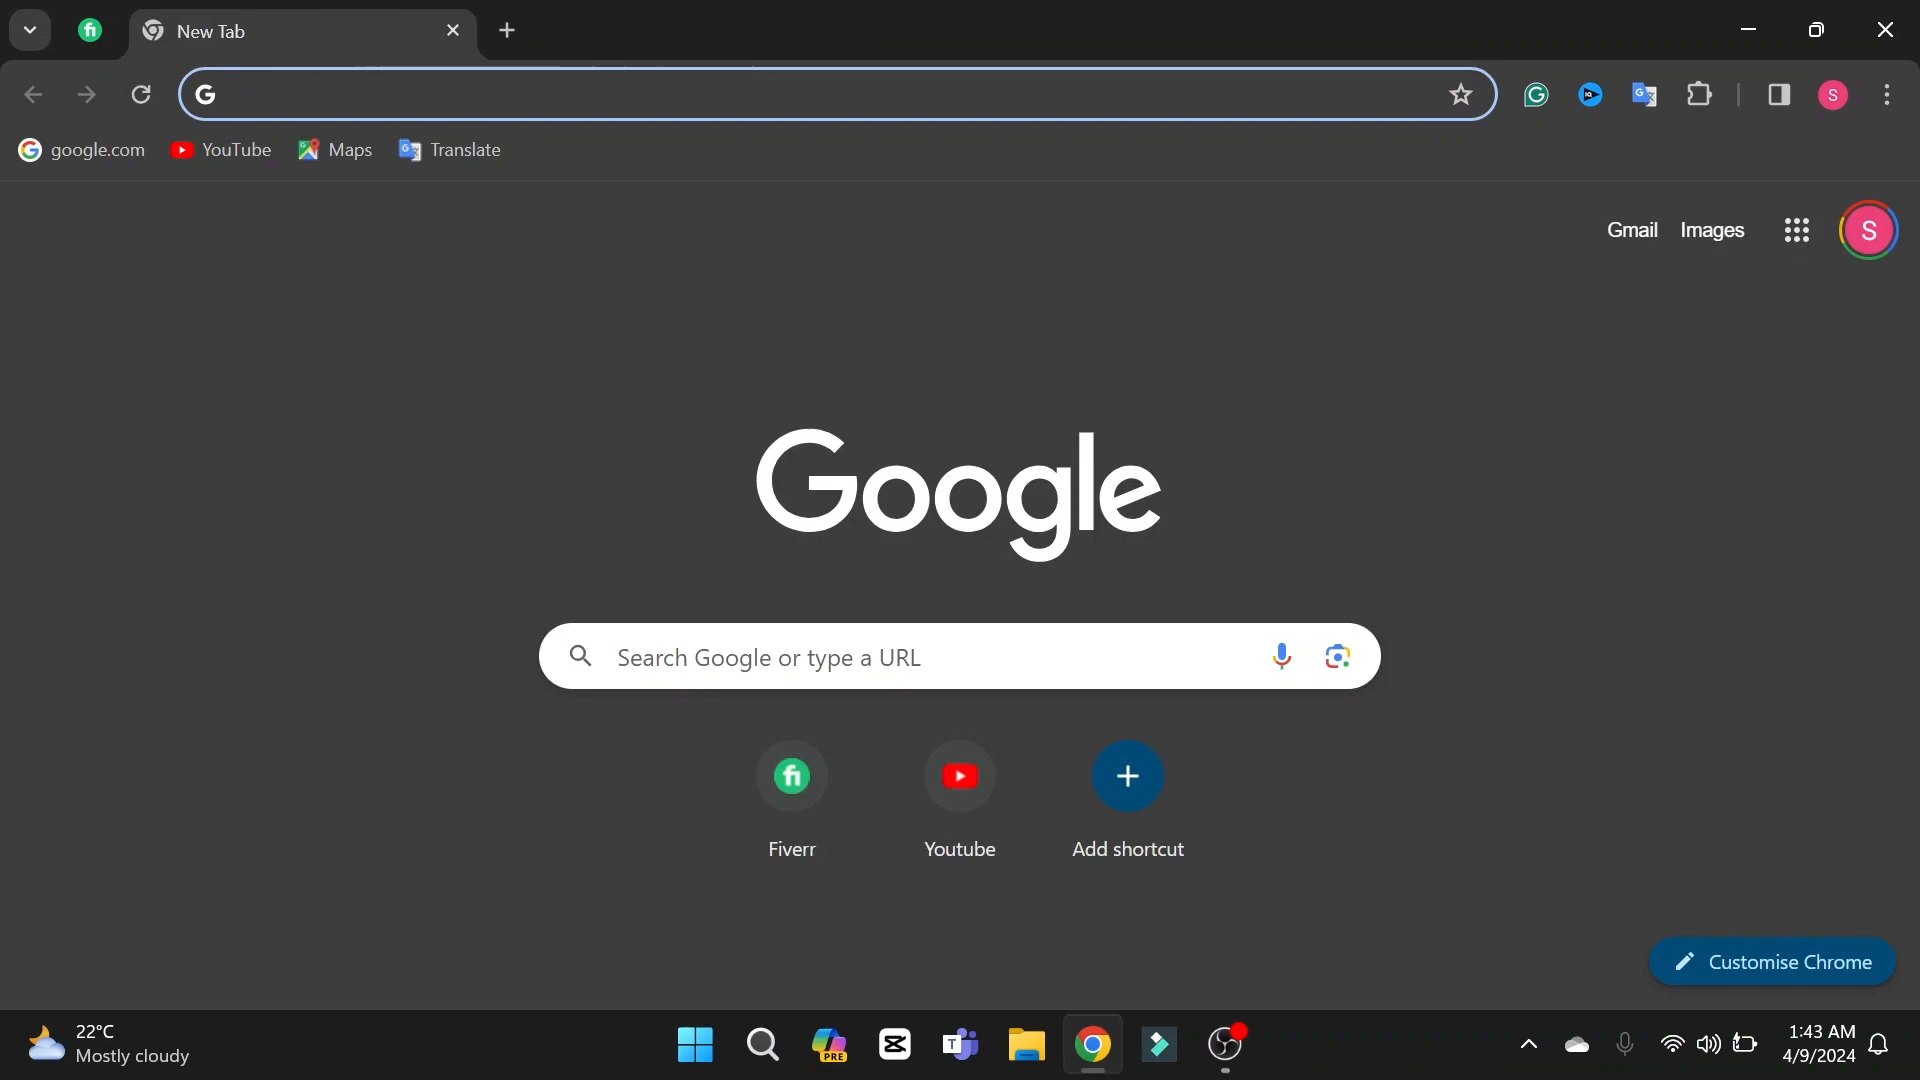 New Tab
google.com YouTube Maps Translate
Gmail Images
S
Google
Search Google or type a URL
Fiverr Youtube Add shortcut
Customise Chrome
22°C
Mostly cloudy
PRE
1:43 AM
4/9/2024